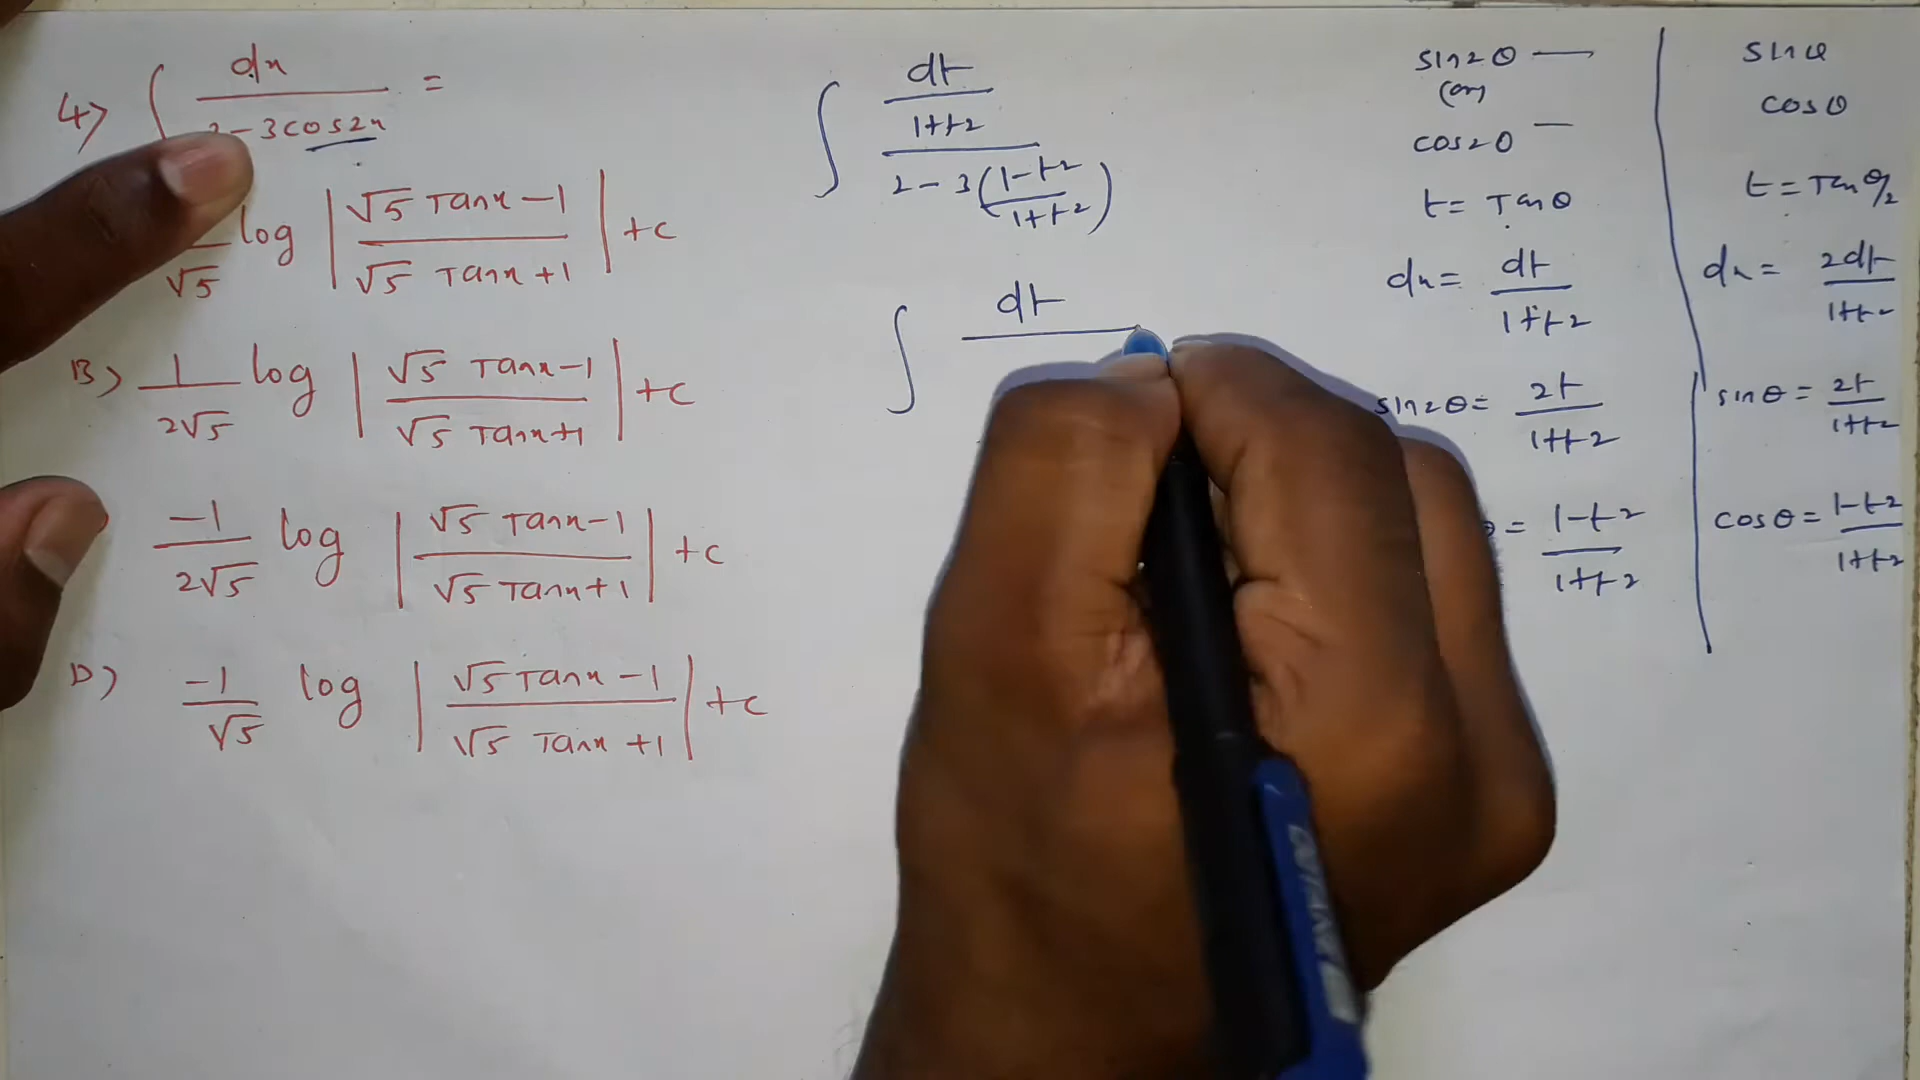 4) ∫ dx / - 3cos2x =
√5 log | √5 Tanx - 1 / √5 Tanx + 1 | + c
B) 1 / 2√5 log | √5 Tanx - 1 / √5 Tanx + 1 | + c
-1 / 2√5 log | √5 Tanx - 1 / √5 Tanx + 1 | + c
D) -1 / √5 log | √5 Tanx - 1 / √5 Tanx + 1 | + c
∫ dt / 1+t2 / 2 - 3 ( 1-t2 / 1+t2 )
∫ dt
sin2θ —
(or)
cos2θ —
t = Tanθ
dx = dt / 1+t2
sin2θ = 2t / 1+t2
θ = 1-t2 / 1+t2
sinθ
cosθ
t = Tan θ/2
dx = 2dt / 1+t2
sinθ = 2t / 1+t2
cosθ = 1-t2 / 1+t2